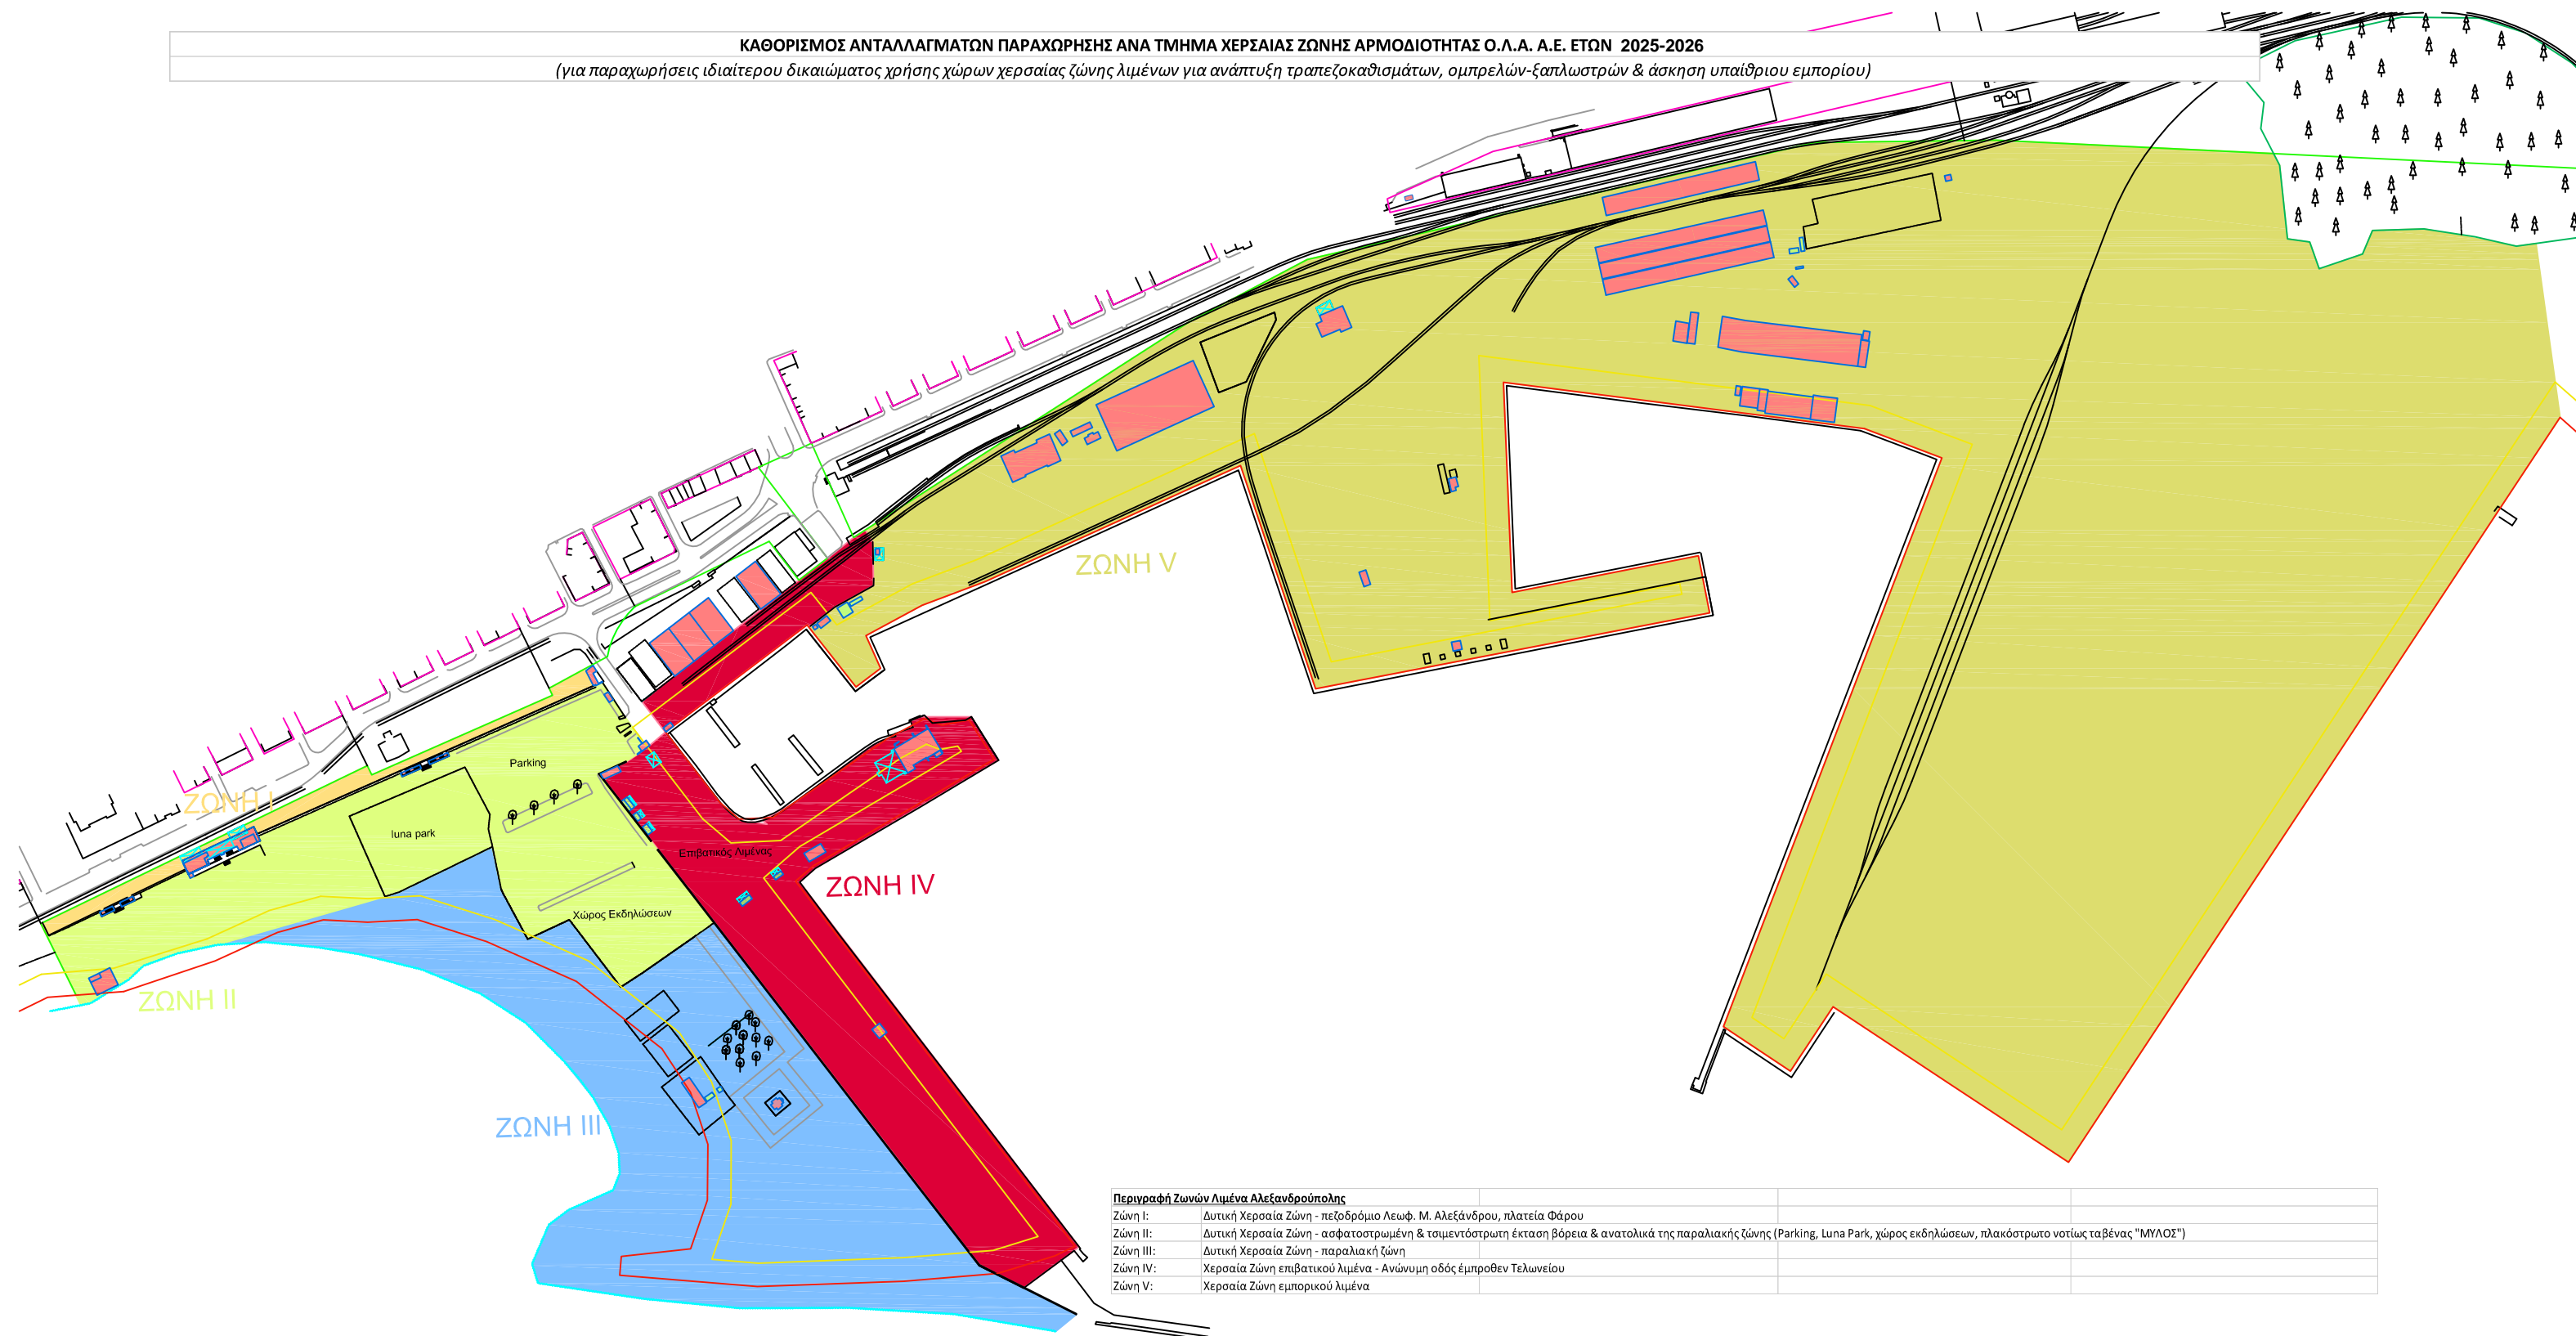 ΚΑΘΟΡΙΣΜΟΣ ΑΝΤΑΛΛΑΓΜΑΤΩΝ ΠΑΡΑΧΩΡΗΣΗΣ ΑΝΑ ΤΜΗΜΑ ΧΕΡΣΑΙΑΣ ΖΩΝΗΣ ΑΡΜΟΔΙΟΤΗΤΑΣ Ο.Λ.Α. Α.Ε. ΕΤΩΝ 2025-2026
(για παραχωρήσεις ιδιαίτερου δικαιώματος χρήσης χώρων χερσαίας ζώνης λιμένων για ανάπτυξη τραπεζοκαθισμάτων, ομπρελών-ξαπλωστρών & άσκηση υπαίθριου εμπορίου)
ΖΩΝΗ V
Parking
ΖΩΝΗ Ι
luna park
Επιβατικός Λιμένας
ΖΩΝΗ IV
Χώρος Εκδηλώσεων
ΖΩΝΗ ΙΙ
ΖΩΝΗ ΙΙΙ
Περιγραφή Ζωνών Λιμένα Αλεξανδρούπολης
Ζώνη Ι: Δυτική Χερσαία Ζώνη - πεζοδρόμιο Λεωφ. Μ. Αλεξάνδρου, πλατεία Φάρου
Ζώνη ΙΙ: Δυτική Χερσαία Ζώνη - ασφατοστρωμένη & τσιμεντόστρωτη έκταση βόρεια & ανατολικά της παραλιακής ζώνης (Parking, Luna Park, χώρος εκδηλώσεων, πλακόστρωτο νοτίως ταβένας "ΜΥΛΟΣ")
Ζώνη ΙΙΙ: Δυτική Χερσαία Ζώνη - παραλιακή ζώνη
Ζώνη IV: Χερσαία Ζώνη επιβατικού λιμένα - Ανώνυμη οδός έμπροθεν Τελωνείου
Ζώνη V: Χερσαία Ζώνη εμπορικού λιμένα